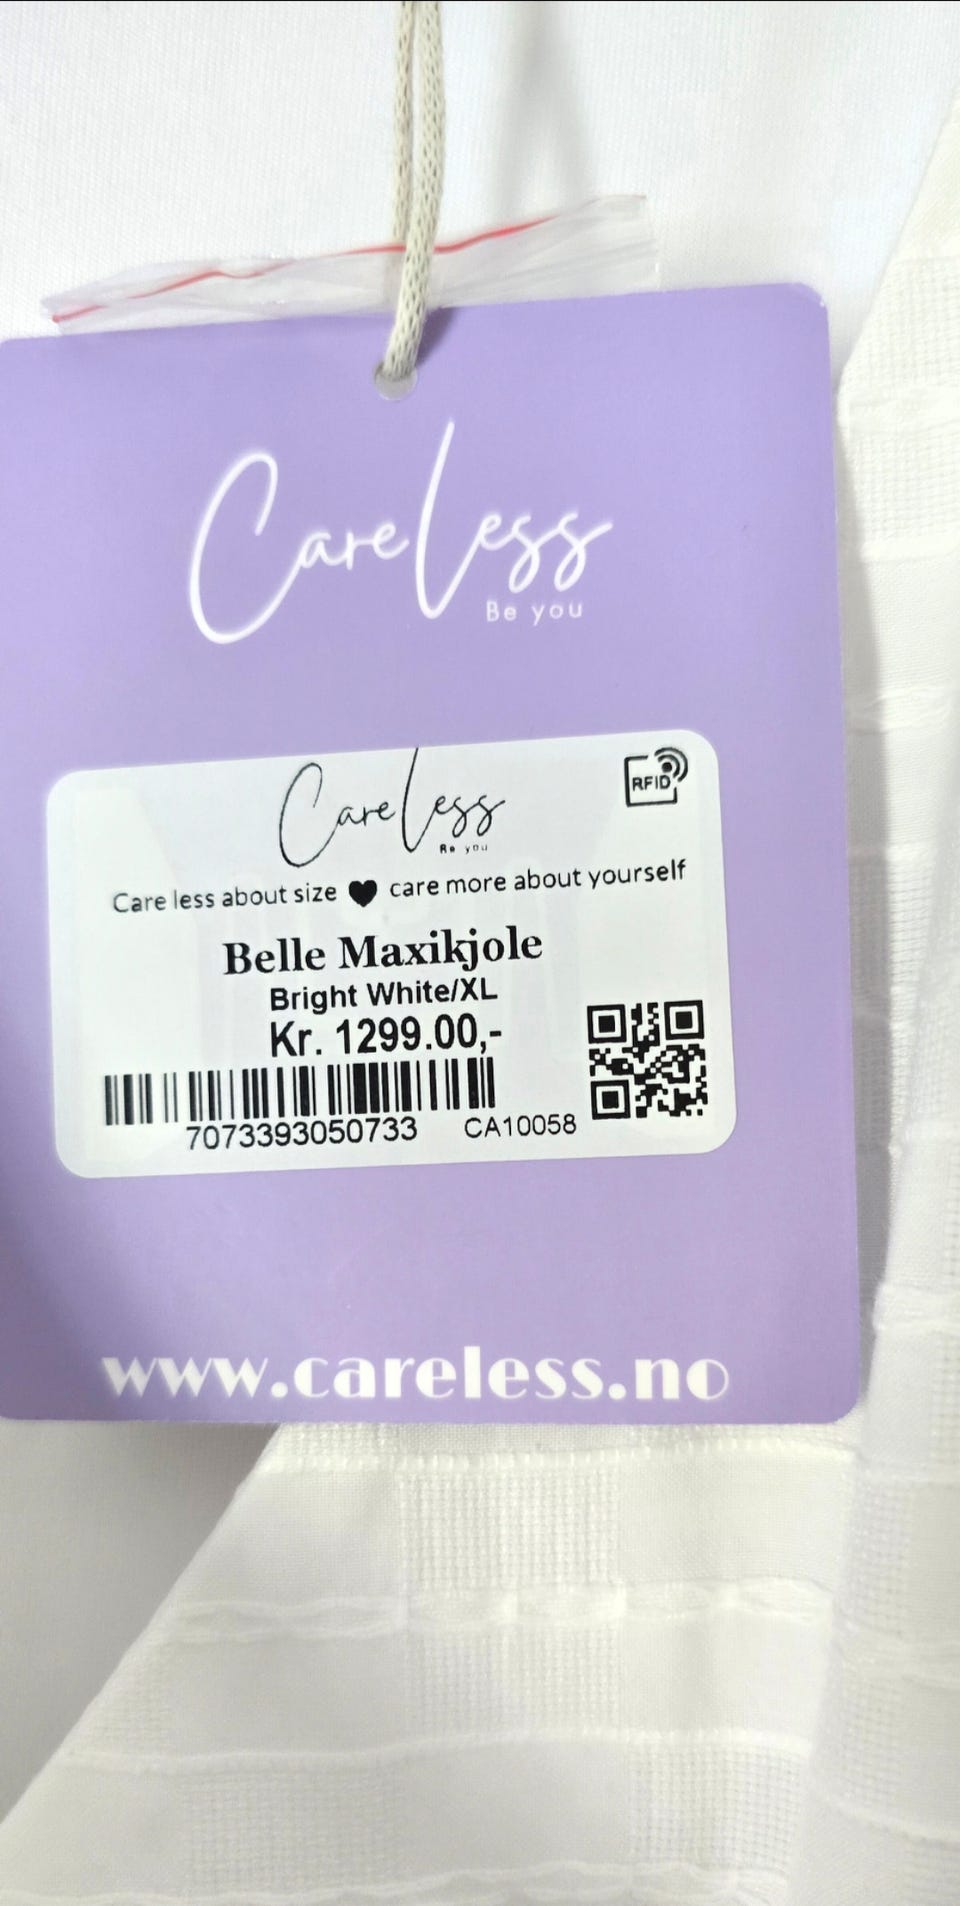 Careless
Be you
Careless
Be you
RFID
Care less about size ♥ care more about yourself
Belle Maxikjole
Bright White/XL
Kr. 1299.00,-
7073393050733 CA10058
www.careless.no